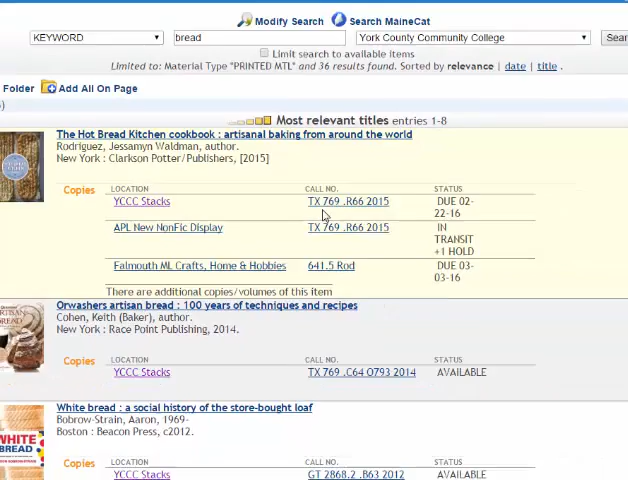 Modify Search Search MaineCat
KEYWORD bread York County Community College Sear
Limit search to available items
Limited to: Material Type "PRINTED MTL" and 36 results found. Sorted by relevance | date | title .
Folder Add All On Page
)
Most relevant titles entries 1-8
The Hot Bread Kitchen cookbook : artisanal baking from around the world
Rodriguez, Jessamyn Waldman, author.
New York : Clarkson Potter/Publishers, [2015]
Copies LOCATION CALL NO. STATUS
YCCC Stacks TX 769 .R66 2015 DUE 02-
22-16
APL New NonFic Display TX 769 .R66 2015 IN
TRANSIT
+1 HOLD
Falmouth ML Crafts, Home & Hobbies 641.5 Rod DUE 03-
03-16
There are additional copies/volumes of this item
Orwashers artisan bread : 100 years of techniques and recipes
Cohen, Keith (Baker), author.
New York : Race Point Publishing, 2014.
Copies LOCATION CALL NO. STATUS
YCCC Stacks TX 769 .C64 O793 2014 AVAILABLE
White bread : a social history of the store-bought loaf
Bobrow-Strain, Aaron, 1969-
Boston : Beacon Press, c2012.
WHITE
BREAD
Copies LOCATION CALL NO. STATUS
YCCC Stacks GT 2868.2 .B63 2012 AVAILABLE